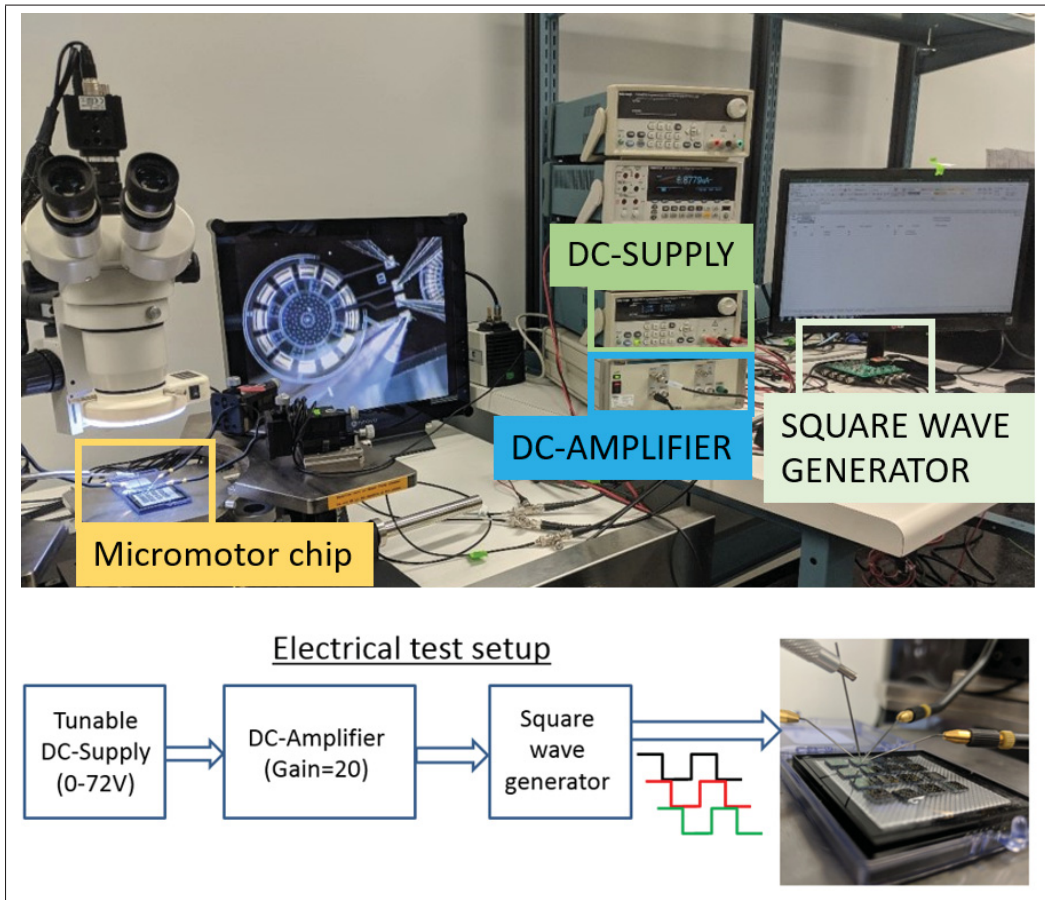 DC-SUPPLY
DC-AMPLIFIER
SQUARE WAVE
GENERATOR
Micromotor chip
Electrical test setup
Tunable
DC-Supply
(0-72V)
DC-Amplifier
(Gain=20)
Square
wave
generator